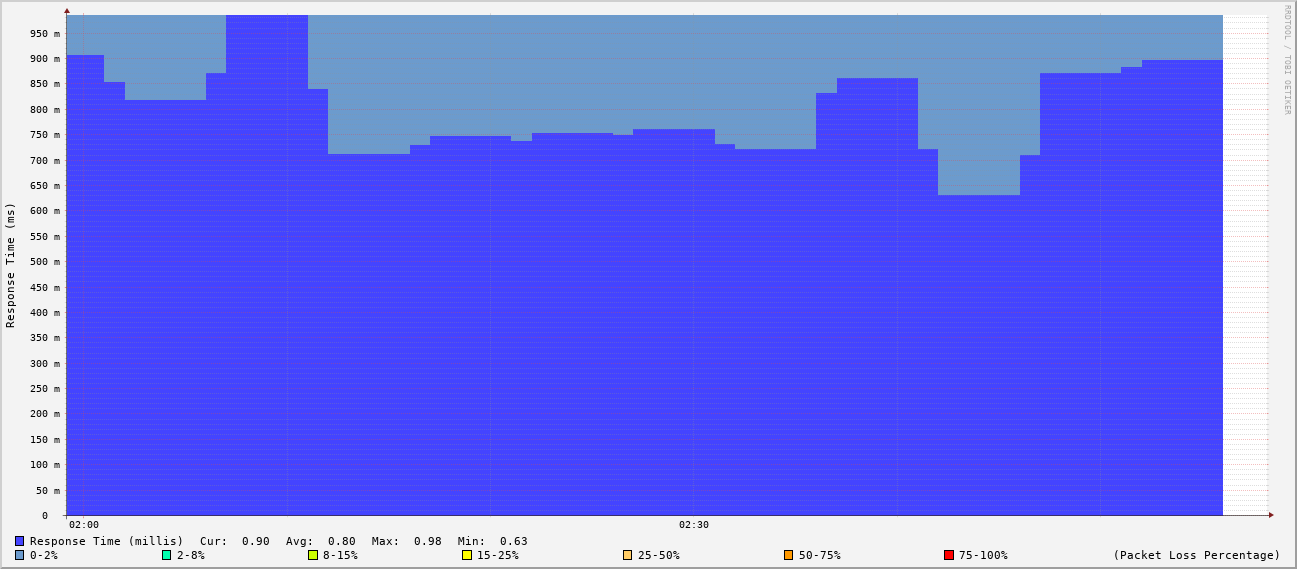 RRDTOOL / TOBI OETIKER
Response Time (ms)
950 m
900 m
850 m
800 m
750 m
700 m
650 m
600 m
550 m
500 m
450 m
400 m
350 m
300 m
250 m
200 m
150 m
100 m
50 m
0
02:00 02:30
Response Time (millis) Cur: 0.90 Avg: 0.80 Max: 0.98 Min: 0.63
0-2% 2-8% 8-15% 15-25% 25-50% 50-75% 75-100% (Packet Loss Percentage)